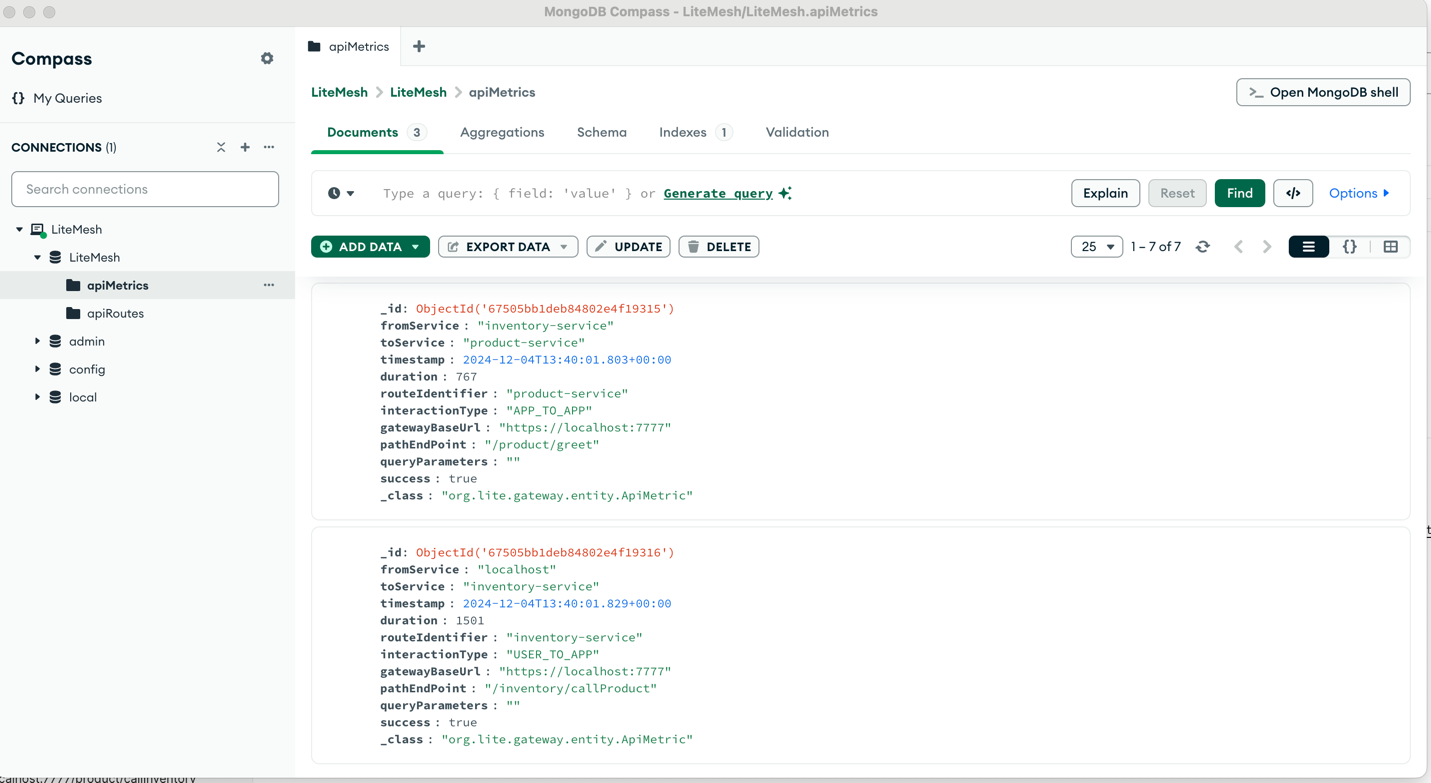 MongoDB Compass - LiteMesh/LiteMesh.apiMetrics
Compass
{} My Queries
CONNECTIONS (1)
Search connections
LiteMesh
LiteMesh
apiMetrics
apiRoutes
admin
config
local
apiMetrics
LiteMesh > LiteMesh > apiMetrics
>_ Open MongoDB shell
Documents 3 Aggregations Schema Indexes 1 Validation
Type a query: { field: 'value' } or Generate query
Explain Reset Find </> Options
ADD DATA EXPORT DATA UPDATE DELETE
25 1 – 7 of 7 {}
_id: ObjectId('67505bb1deb84802e4f19315')
fromService : "inventory-service"
toService : "product-service"
timestamp : 2024-12-04T13:40:01.803+00:00
duration : 767
routeIdentifier : "product-service"
interactionType : "APP_TO_APP"
gatewayBaseUrl : "https://localhost:7777"
pathEndPoint : "/product/greet"
queryParameters : ""
success : true
_class : "org.lite.gateway.entity.ApiMetric"
_id: ObjectId('67505bb1deb84802e4f19316')
fromService : "localhost"
toService : "inventory-service"
timestamp : 2024-12-04T13:40:01.829+00:00
duration : 1501
routeIdentifier : "inventory-service"
interactionType : "USER_TO_APP"
gatewayBaseUrl : "https://localhost:7777"
pathEndPoint : "/inventory/callProduct"
queryParameters : ""
success : true
_class : "org.lite.gateway.entity.ApiMetric"
calhost:7777/product/callInventory